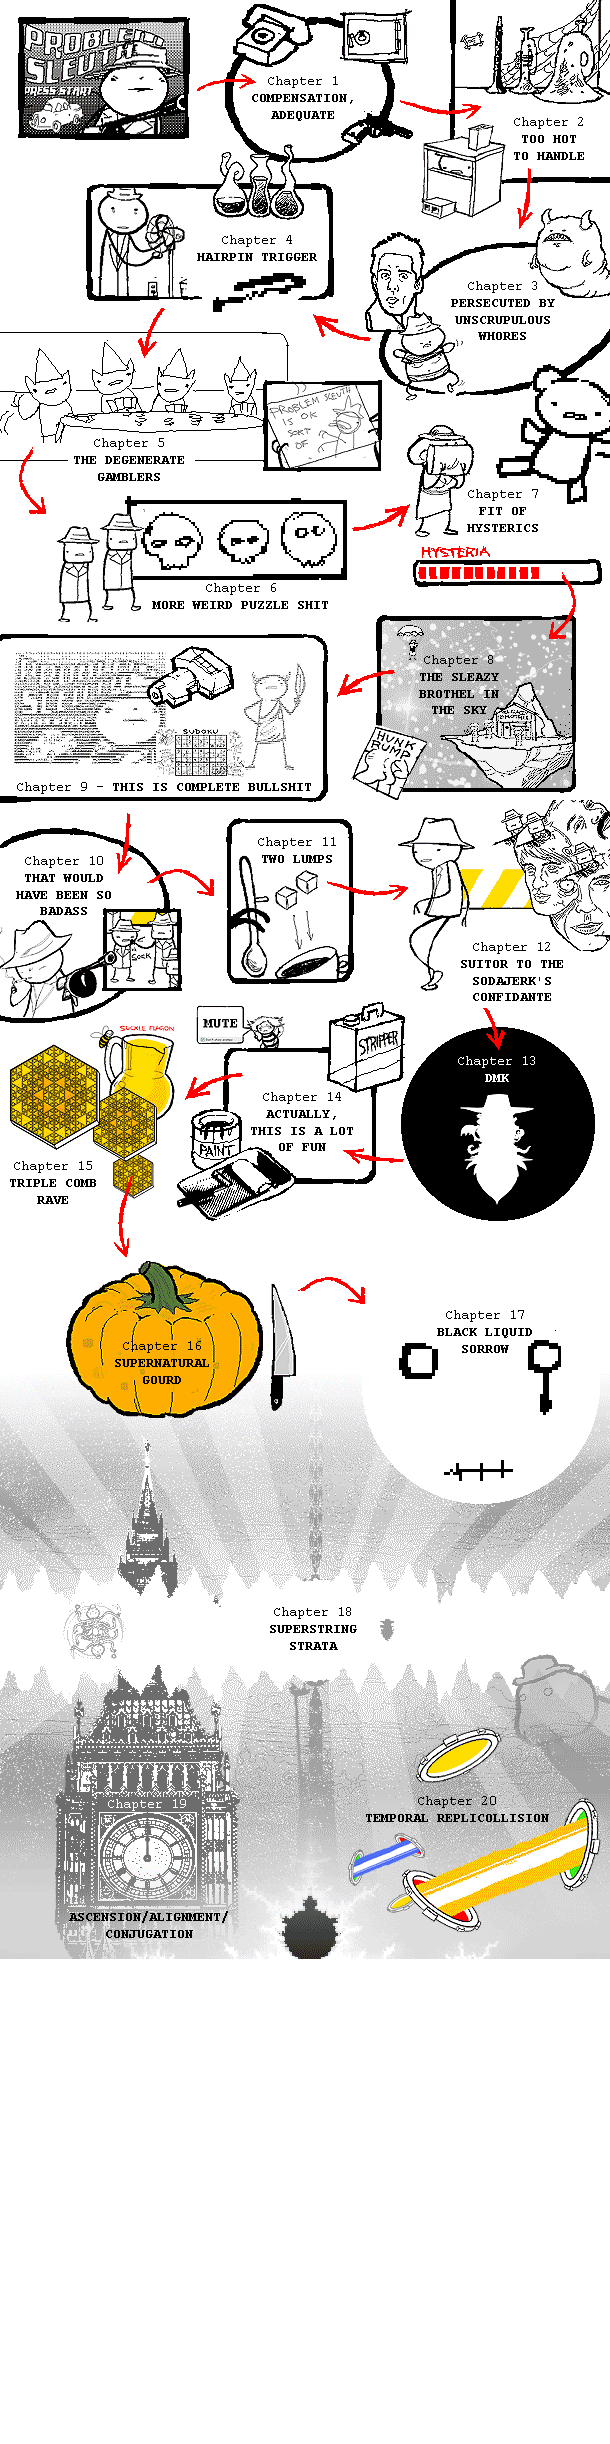 PROBLEM
SLEUTH
PRESS START
Chapter 1
COMPENSATION,
ADEQUATE
Chapter 2
TOO HOT
TO HANDLE
Chapter 3
PERSECUTED BY
UNSCRUPULOUS
WHORES
Chapter 4
HAIRPIN TRIGGER
Chapter 5
THE DEGENERATE
GAMBLERS
PROBLEM SLEUTH
IS OK
SORT
OF
Chapter 6
MORE WEIRD PUZZLE SHIT
Chapter 7
FIT OF
HYSTERICS
HYSTERIA
Chapter 8
THE SLEAZY
BROTHEL IN
THE SKY
HUNK
RUMP
PROBLEM
SLEUTH
SUDOKU
Chapter 9 - THIS IS COMPLETE BULLSHIT
Chapter 10
THAT WOULD
HAVE BEEN SO
BADASS
SOCK
Chapter 11
TWO LUMPS
Chapter 12
SUITOR TO THE
SODAJERK'S
CONFIDANTE
Chapter 13
DMK
MUTE
STRIPPER
Chapter 14
ACTUALLY,
THIS IS A LOT
OF FUN
PAINT
SUCKLE FLAGON
Chapter 15
TRIPLE COMB
RAVE
Chapter 16
SUPERNATURAL
GOURD
Chapter 17
BLACK LIQUID
SORROW
Chapter 18
SUPERSTRING
STRATA
Chapter 19
ASCENSION/ALIGNMENT/
CONJUGATION
Chapter 20
TEMPORAL REPLICOLLISION